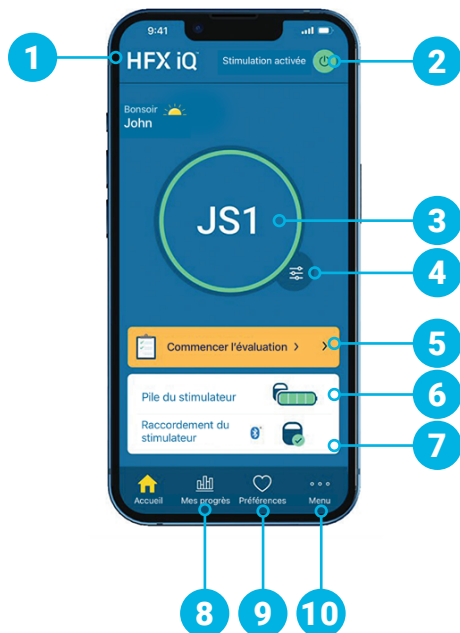 9:41
1
HFX iQ™
Stimulation activée
2
Bonsoir
John
JS1
3
4
Commencer l'évaluation > >
5
Pile du stimulateur
6
Raccordement du
stimulateur
7
Accueil
Mes progrès
Préférences
Menu
8
9
10